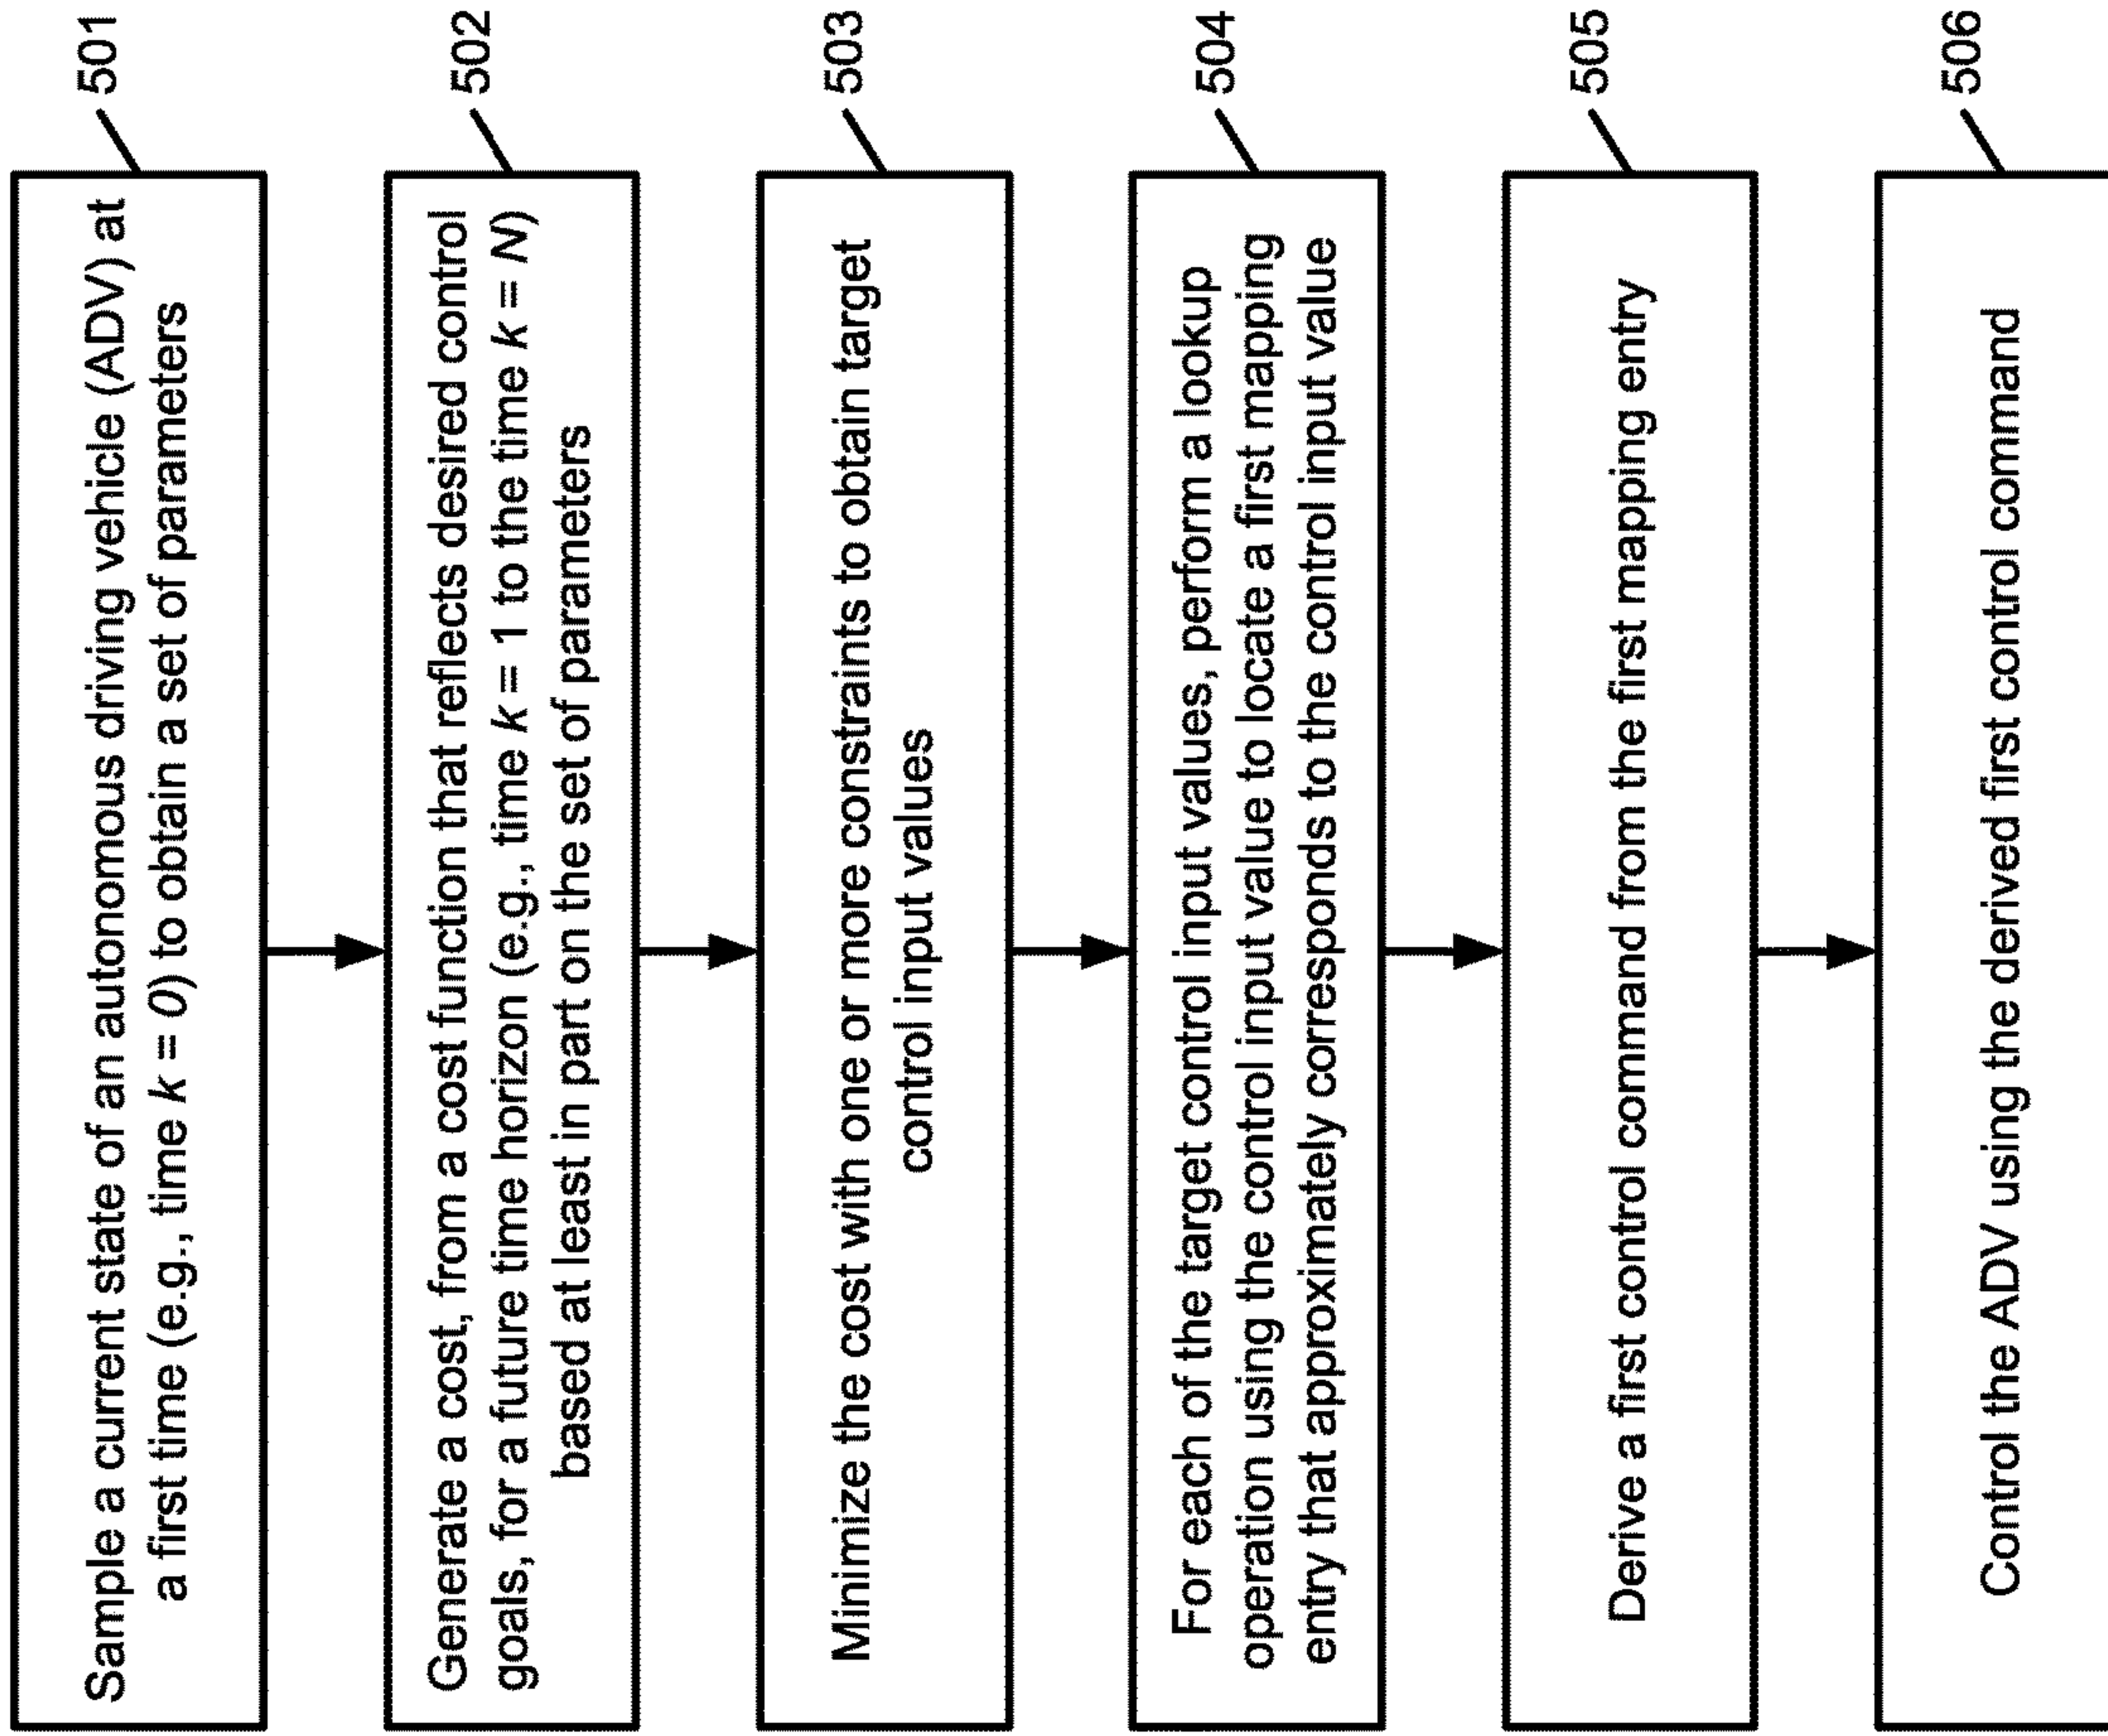 Sample a current state of an autonomous driving vehicle (ADV) at
a first time (e.g., time k = 0) to obtain a set of parameters
501
Generate a cost, from a cost function that reflects desired control
goals, for a future time horizon (e.g., time k = 1 to the time k = N)
based at least in part on the set of parameters
502
Minimize the cost with one or more constraints to obtain target
control input values
503
For each of the target control input values, perform a lookup
operation using the control input value to locate a first mapping
entry that approximately corresponds to the control input value
504
Derive a first control command from the first mapping entry
505
Control the ADV using the derived first control command
506